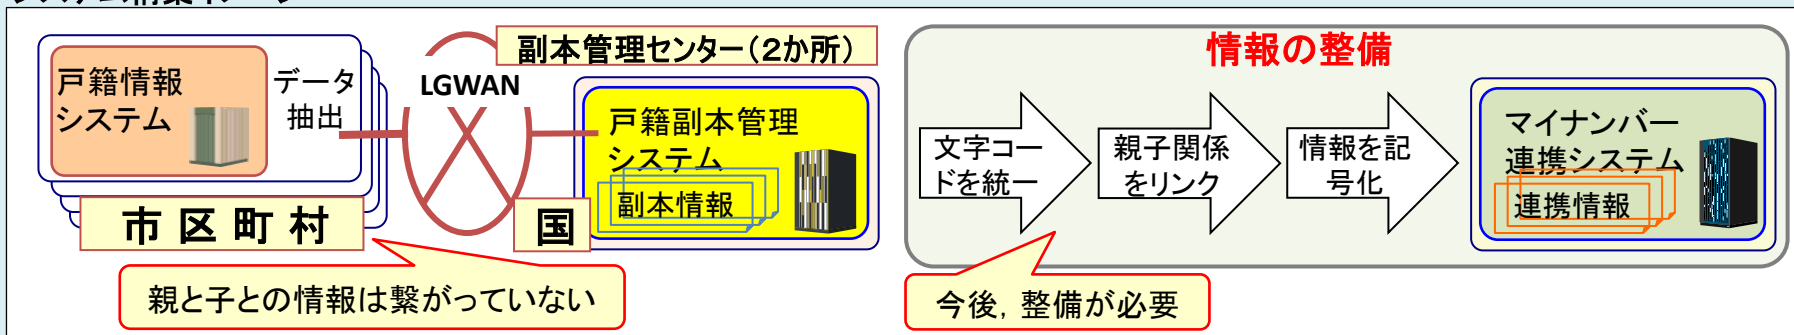 戸籍情報
システム
データ
抽出
LGWAN
副本管理センター（２か所）
戸籍副本管理
システム
副本情報
市区町村
国
親と子との情報は繋がっていない
情報の整備
文字コー
ドを統一
親子関係
をリンク
情報を記
号化
マイナンバー
連携システム
連携情報
今後，整備が必要